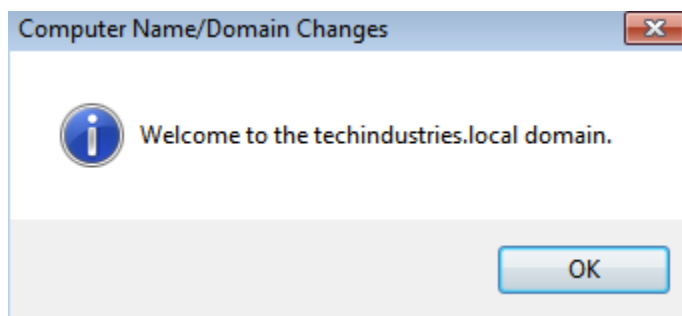 Computer Name/Domain Changes
Welcome to the techindustries.local domain.
OK